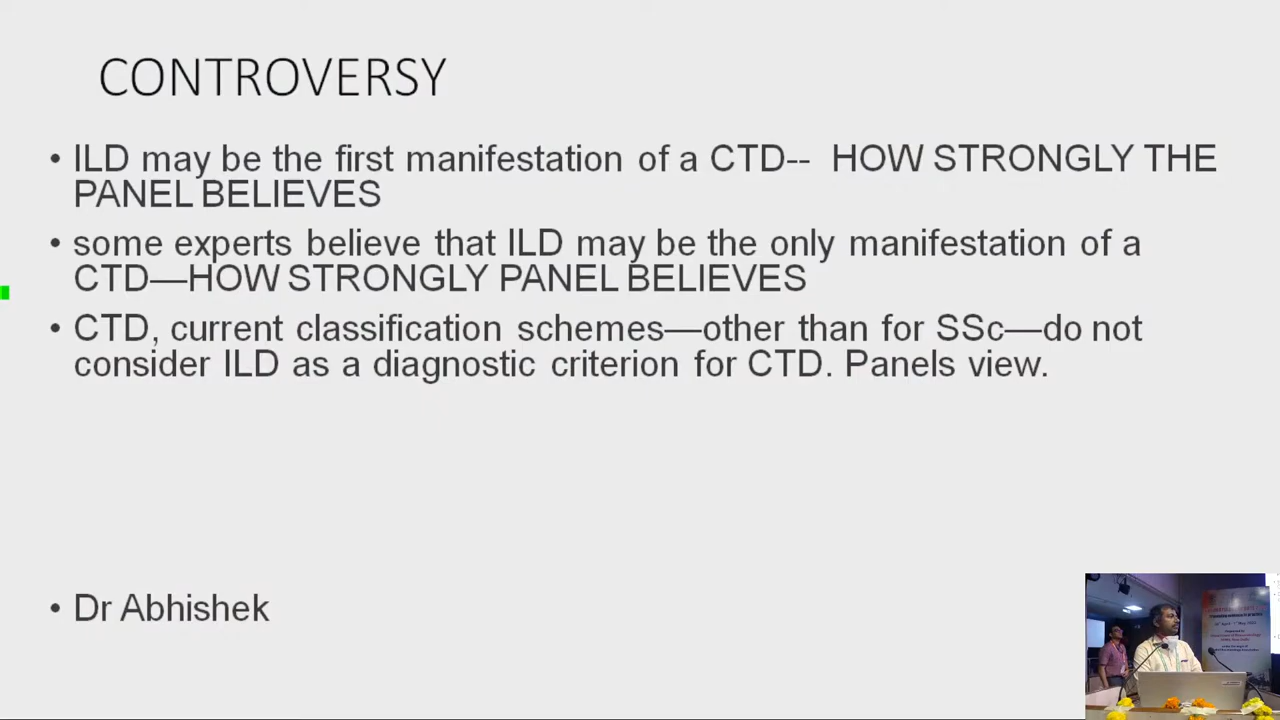 CONTROVERSY
• ILD may be the first manifestation of a CTD-- HOW STRONGLY THE
PANEL BELIEVES
• some experts believe that ILD may be the only manifestation of a
CTD—HOW STRONGLY PANEL BELIEVES
• CTD, current classification schemes—other than for SSc—do not
consider ILD as a diagnostic criterion for CTD. Panels view.
• Dr Abhishek